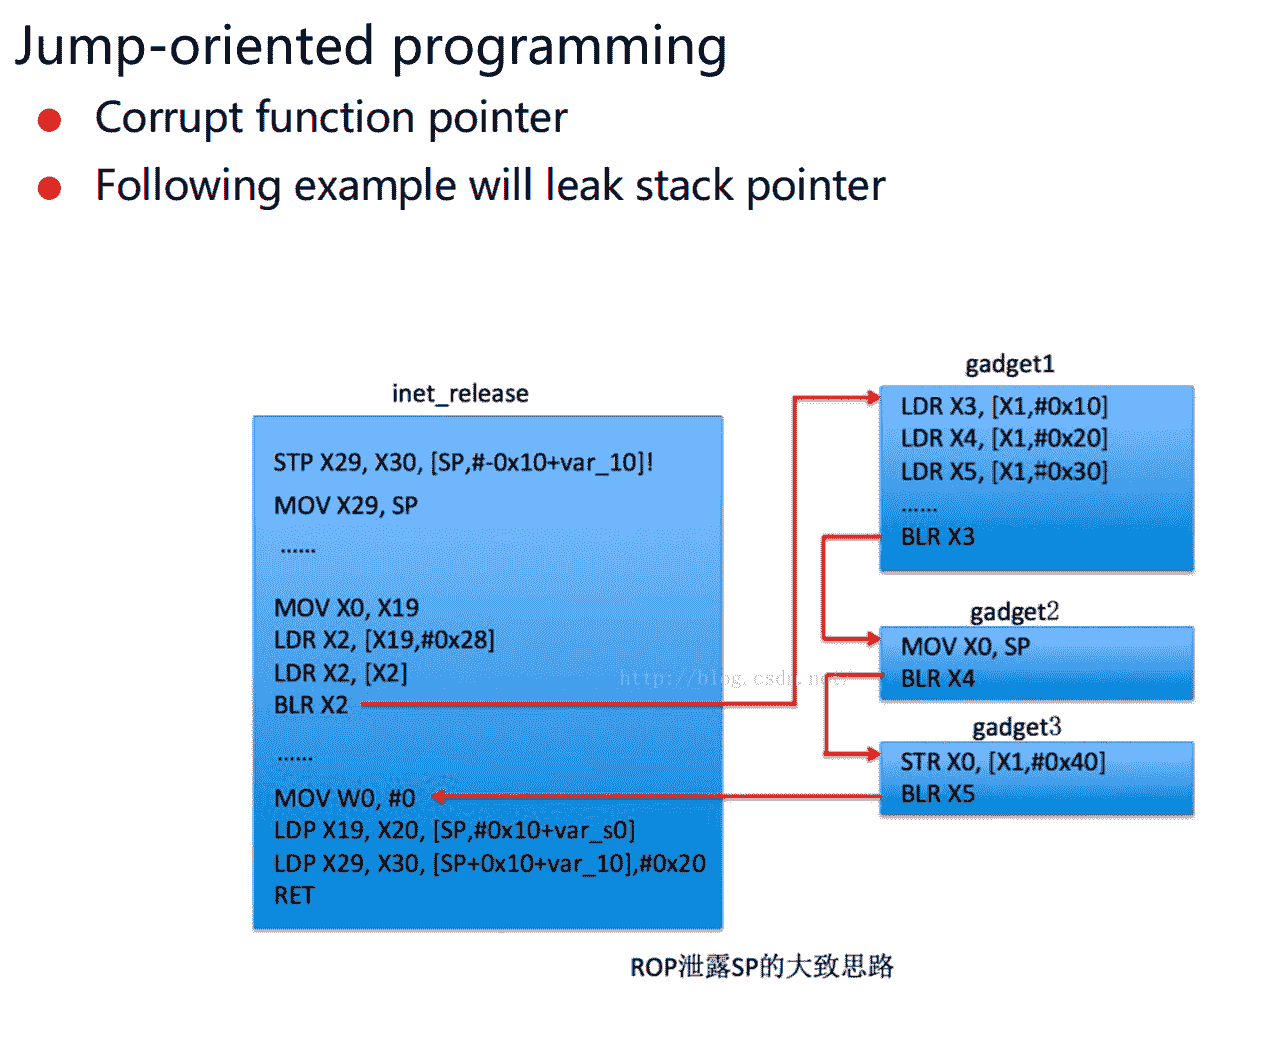 Jump-oriented programming
Corrupt function pointer
Following example will leak stack pointer
inet_release
STP X29, X30, [SP,#-0x10+var_10]!
MOV X29, SP
......
MOV X0, X19
LDR X2, [X19,#0x28]
LDR X2, [X2]
BLR X2
......
MOV W0, #0
LDP X19, X20, [SP,#0x10+var_s0]
LDP X29, X30, [SP+0x10+var_10],#0x20
RET
gadget1
LDR X3, [X1,#0x10]
LDR X4, [X1,#0x20]
LDR X5, [X1,#0x30]
......
BLR X3
gadget2
MOV X0, SP
BLR X4
gadget3
STR X0, [X1,#0x40]
BLR X5
http://blog.csdn.net/
ROP泄露SP的大致思路